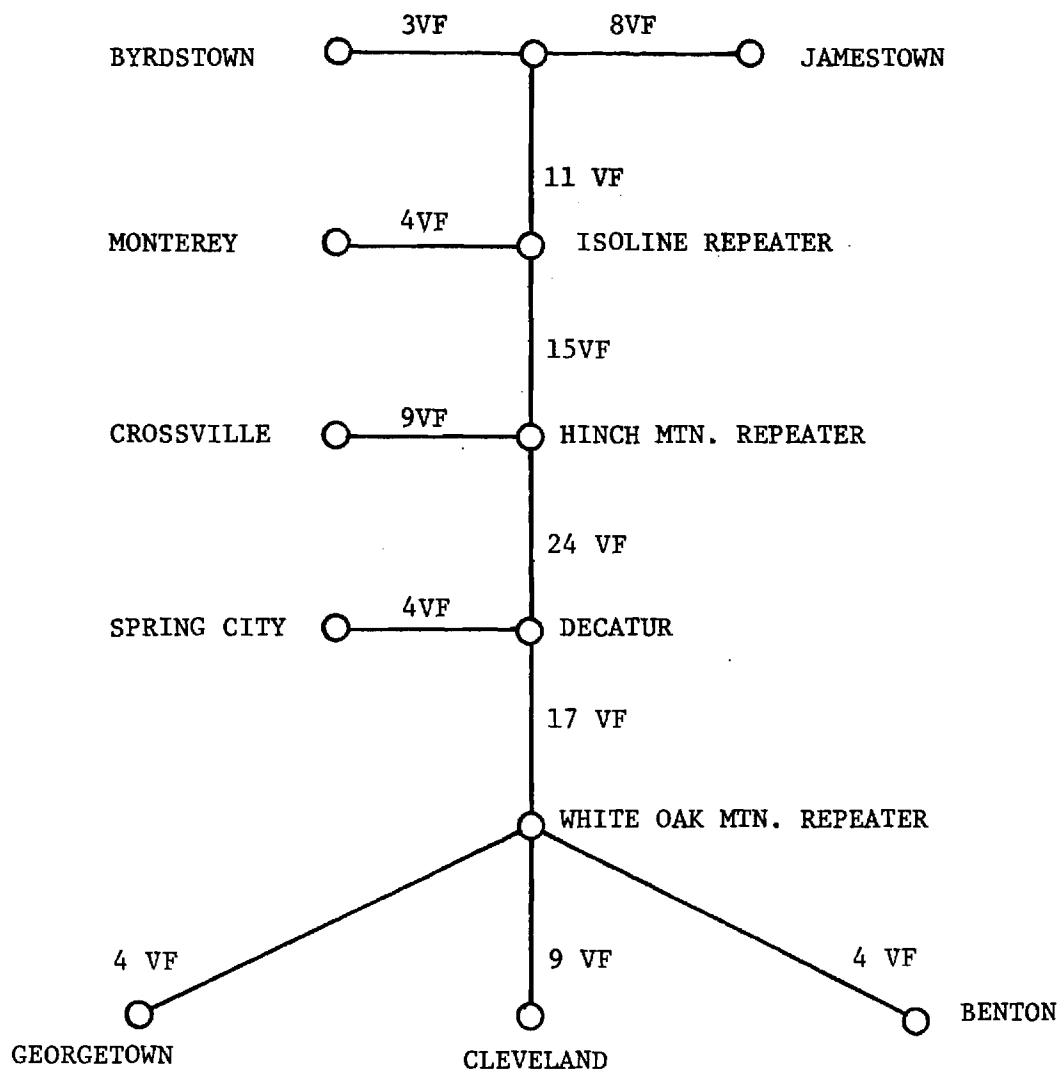 3VF
8VF
BYRDSTOWN
JAMESTOWN
11 VF
MONTEREY
4VF
ISOLINE REPEATER
15VF
CROSSVILLE
9VF
HINCH MTN. REPEATER
24 VF
SPRING CITY
4VF
DECATUR
17 VF
WHITE OAK MTN. REPEATER
4 VF
9 VF
4 VF
BENTON
GEORGETOWN
CLEVELAND